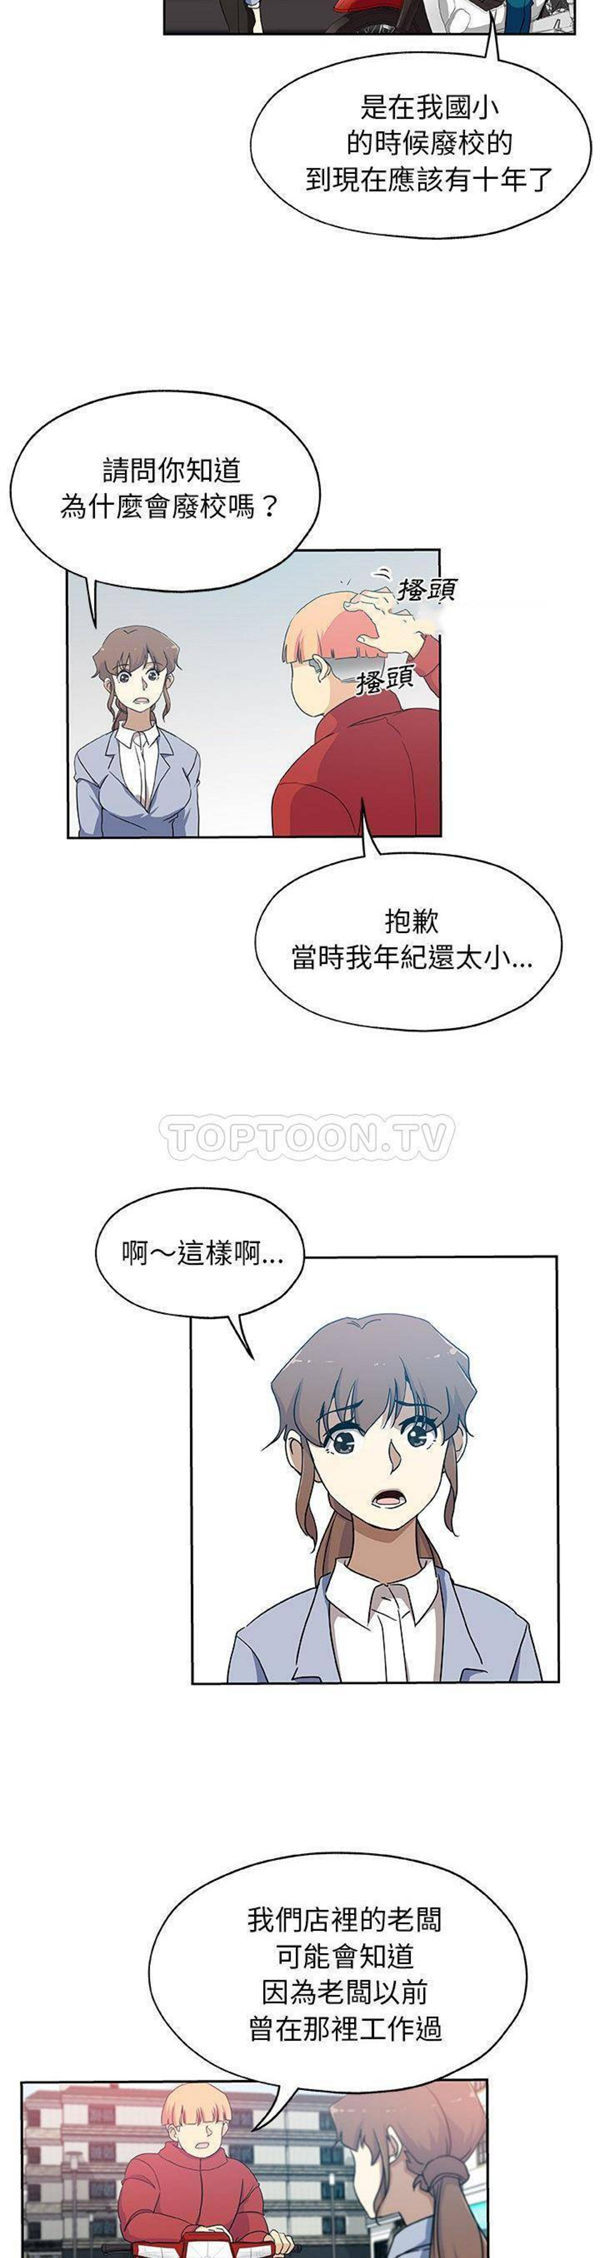 是在我國小
的時候廢校的
到現在應該有十年了
請問你知道
為什麼會廢校嗎？
搔頭
搔頭
抱歉
當時我年紀還太小...
TOPTOON.TV
啊～這樣啊...
我們店裡的老闆
可能會知道
因為老闆以前
曾在那裡工作過